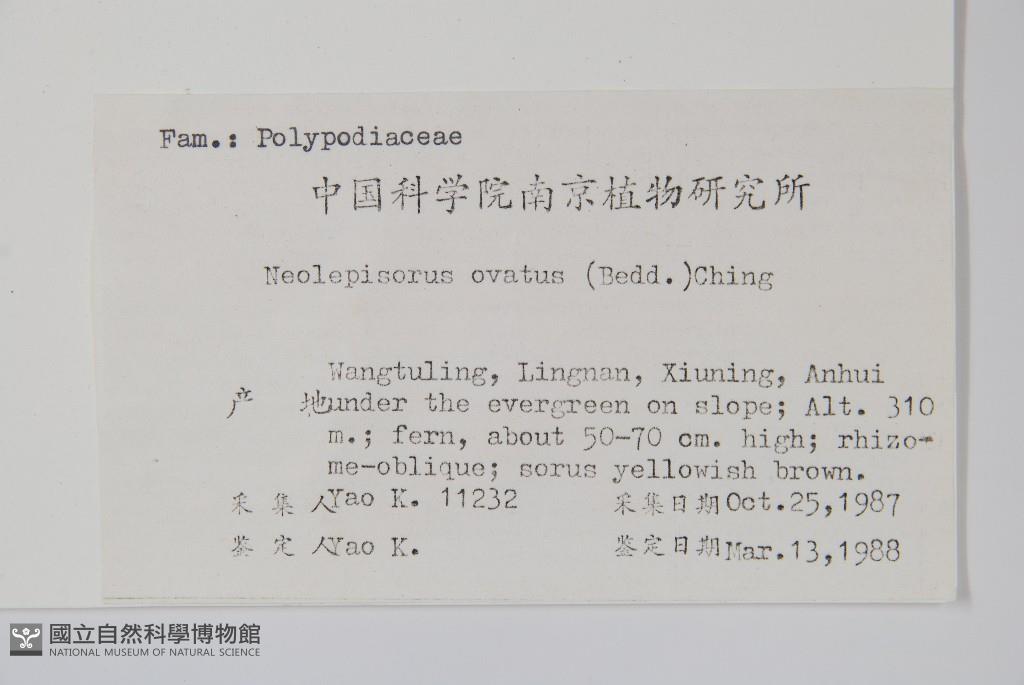 Fam.: Polypodiaceae
中国科学院南京植物研究所
Neolepisorus ovatus (Bedd.)Ching
Wangtuling, Lingnan, Xiuning, Anhui
产 地under the evergreen on slope; Alt. 310
m.; fern, about 50-70 cm. high; rhizo-
me-oblique; sorus yellowish brown.
采集人Yao K. 11232 采集日期Oct.25,1987
鉴定人Yao K. 鉴定日期Mar.13,1988
國立自然科學博物館
NATIONAL MUSEUM OF NATURAL SCIENCE